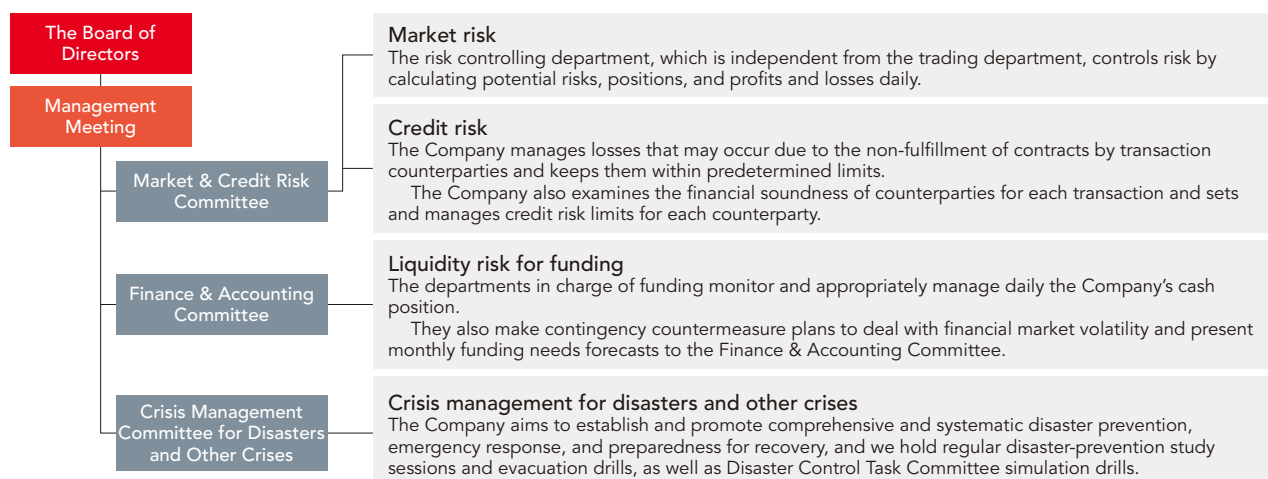 The Board of
Directors
Management
Meeting
Market & Credit Risk
Committee
Finance & Accounting
Committee
Crisis Management
Committee for Disasters
and Other Crises
Market risk
The risk controlling department, which is independent from the trading department, controls risk by
calculating potential risks, positions, and profits and losses daily.
Credit risk
The Company manages losses that may occur due to the non-fulfillment of contracts by transaction
counterparties and keeps them within predetermined limits.
The Company also examines the financial soundness of counterparties for each transaction and sets
and manages credit risk limits for each counterparty.
Liquidity risk for funding
The departments in charge of funding monitor and appropriately manage daily the Company's cash
position.
They also make contingency countermeasure plans to deal with financial market volatility and present
monthly funding needs forecasts to the Finance & Accounting Committee.
Crisis management for disasters and other crises
The Company aims to establish and promote comprehensive and systematic disaster prevention,
emergency response, and preparedness for recovery, and we hold regular disaster-prevention study
sessions and evacuation drills, as well as Disaster Control Task Committee simulation drills.